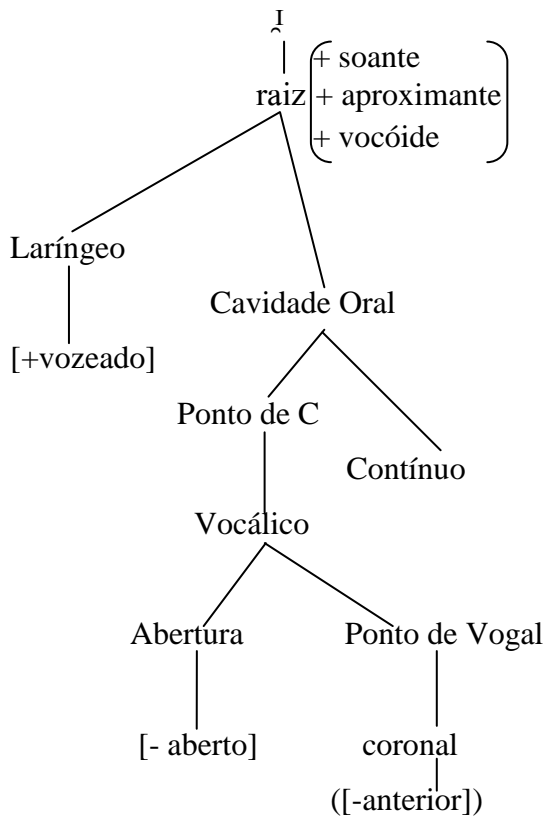 ɪ̯
+ soante
raiz + aproximante
+ vocóide
Laríngeo
Cavidade Oral
[+vozeado]
Ponto de C
Contínuo
Vocálico
Abertura Ponto de Vogal
[- aberto] coronal
([-anterior])